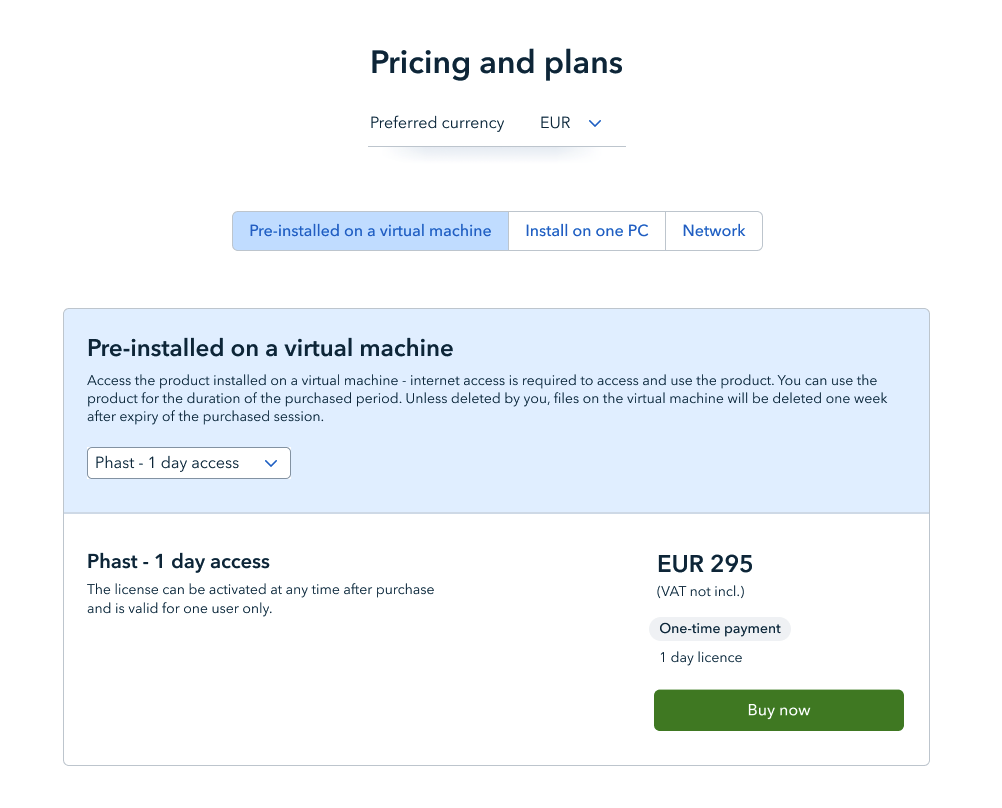 Pricing and plans
Preferred currency EUR
Pre-installed on a virtual machine Install on one PC Network
Pre-installed on a virtual machine
Access the product installed on a virtual machine - internet access is required to access and use the product. You can use the
product for the duration of the purchased period. Unless deleted by you, files on the virtual machine will be deleted one week
after expiry of the purchased session.
Phast - 1 day access
Phast - 1 day access
The license can be activated at any time after purchase
and is valid for one user only.
EUR 295
(VAT not incl.)
One-time payment
1 day licence
Buy now